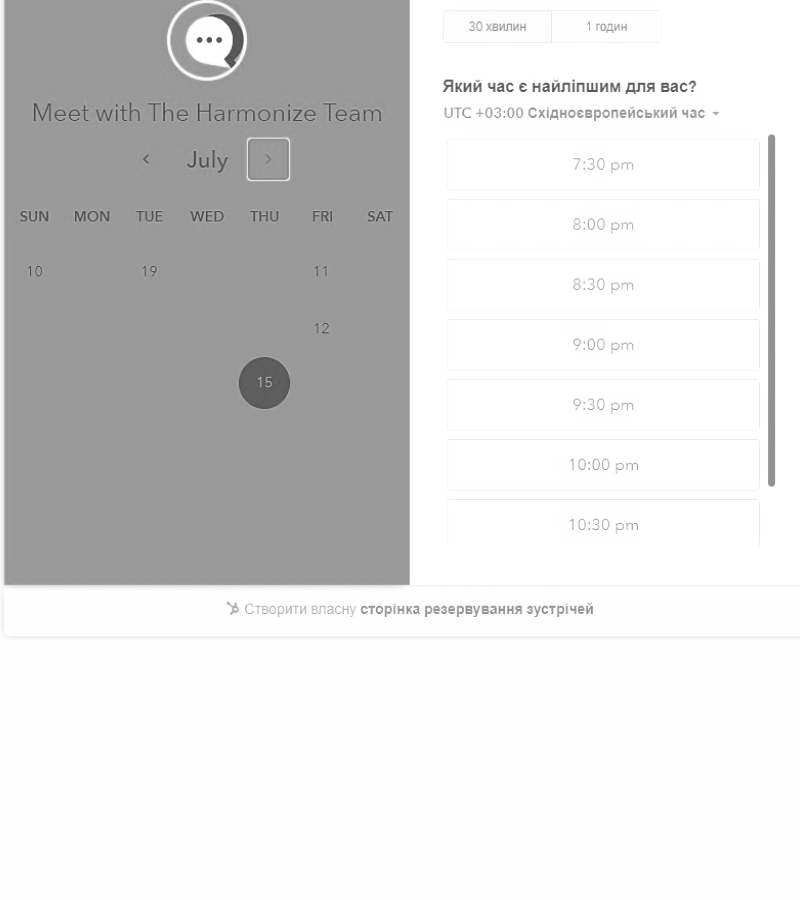 Meet with The Harmonize Team
July
SUN MON TUE WED THU FRI SAT
10 19 11
12
15
30 хвилин 1 годин
Який час є найліпшим для вас?
UTC +03:00 Східноєвропейський час
7:30 pm
8:00 pm
8:30 pm
9:00 pm
9:30 pm
10:00 pm
10:30 pm
Створити власну сторінка резервування зустрічей